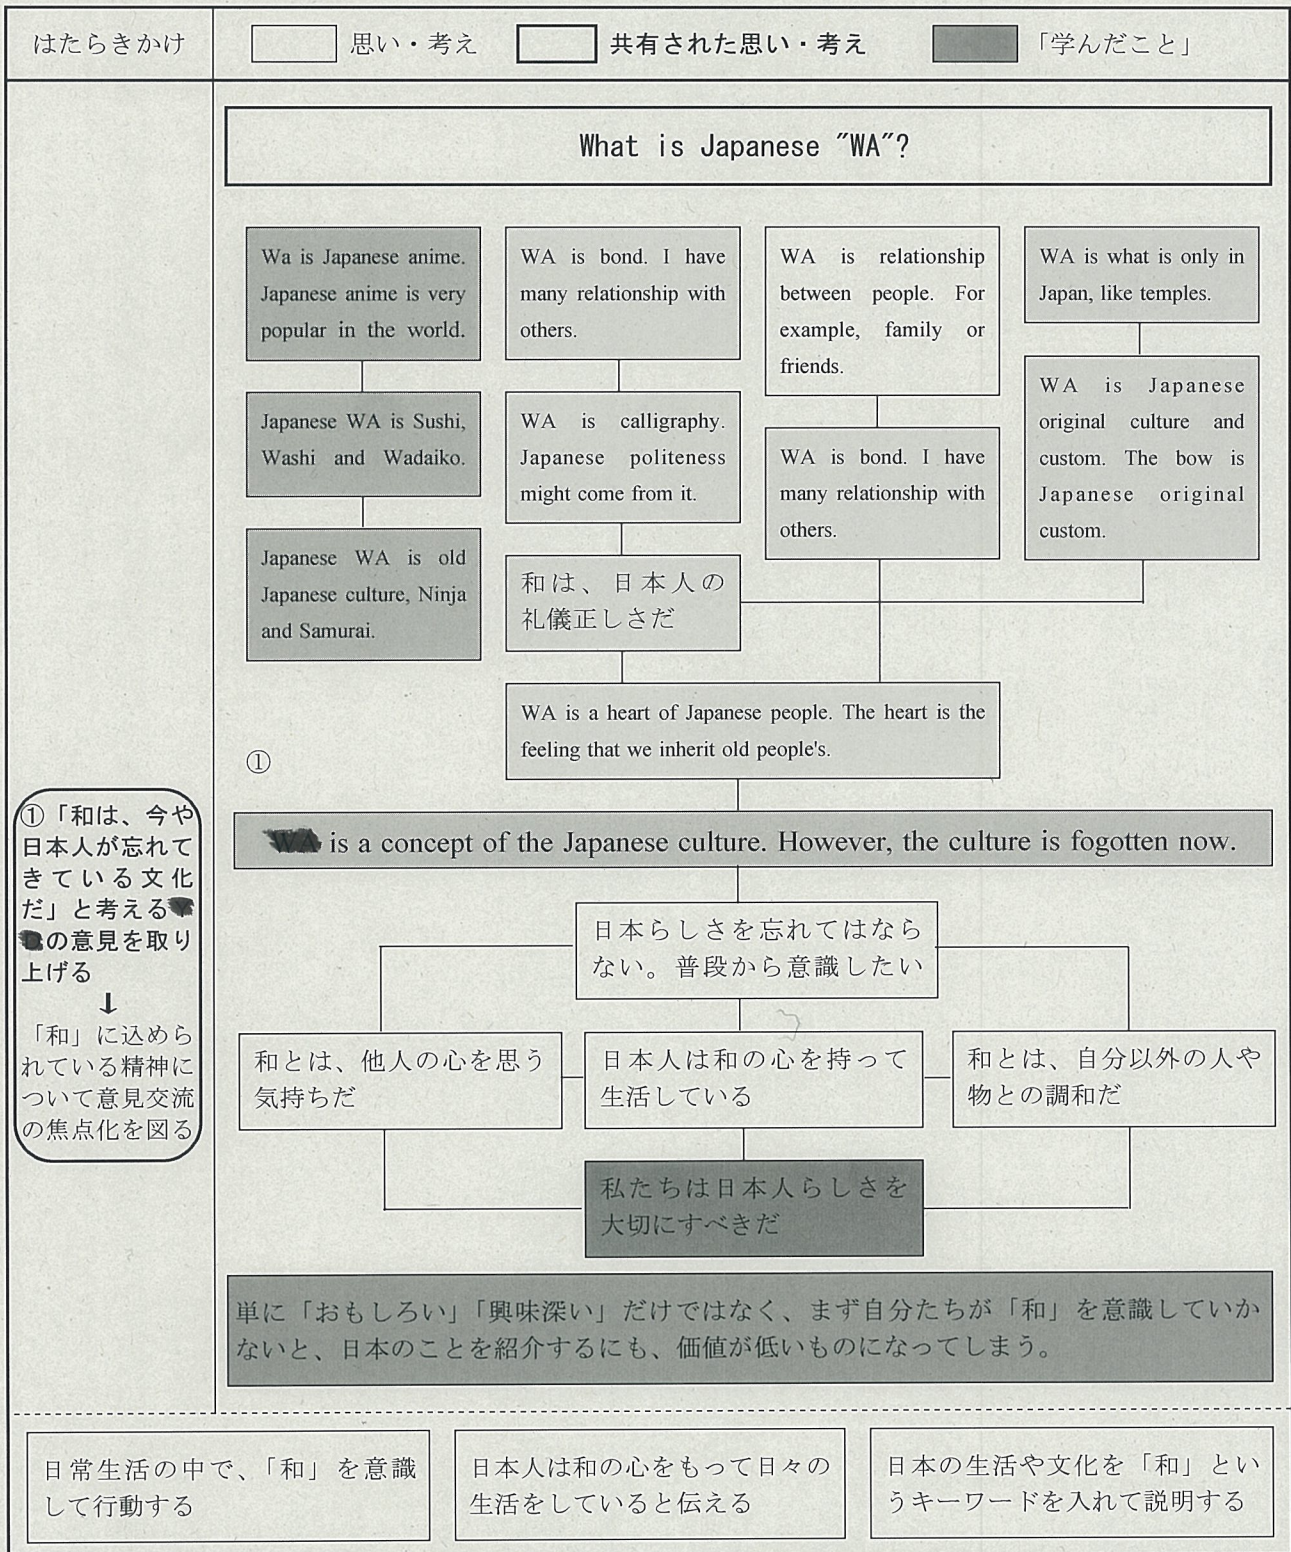 はたらきかけ
思い・考え
共有された思い・考え
「学んだこと」
What is Japanese "WA"?
Wa is Japanese anime.
Japanese anime is very
popular in the world.
Japanese WA is Sushi,
Washi and Wadaiko.
Japanese WA is old
Japanese culture, Ninja
and Samurai.
WA is bond. I have
many relationship with
others.
WA is calligraphy.
Japanese politeness
might come from it.
和は、日本人の
礼儀正しさだ
WA is relationship
between people. For
example, family or
friends.
WA is bond. I have
many relationship with
others.
WA is what is only in
Japan, like temples.
WA is Japanese
original culture and
custom. The bow is
Japanese original
custom.
WA is a heart of Japanese people. The heart is the
feeling that we inherit old people's.
①
①「和は、今や
日本人が忘れて
きている文化
だ」と考える
の意見を取り
上げる
↓
「和」に込めら
れている精神に
ついて意見交流
の焦点化を図る
is a concept of the Japanese culture. However, the culture is fogotten now.
日本らしさを忘れてはなら
ない。普段から意識したい
和とは、他人の心を思う
気持ちだ
日本人は和の心を持って
生活している
和とは、自分以外の人や
物との調和だ
私たちは日本人らしさを
大切にすべきだ
単に「おもしろい」「興味深い」だけではなく、まず自分たちが「和」を意識していか
ないと、日本のことを紹介するにも、価値が低いものになってしまう。
日常生活の中で、「和」を意識
して行動する
日本人は和の心をもって日々の
生活をしていると伝える
日本の生活や文化を「和」とい
うキーワードを入れて説明する